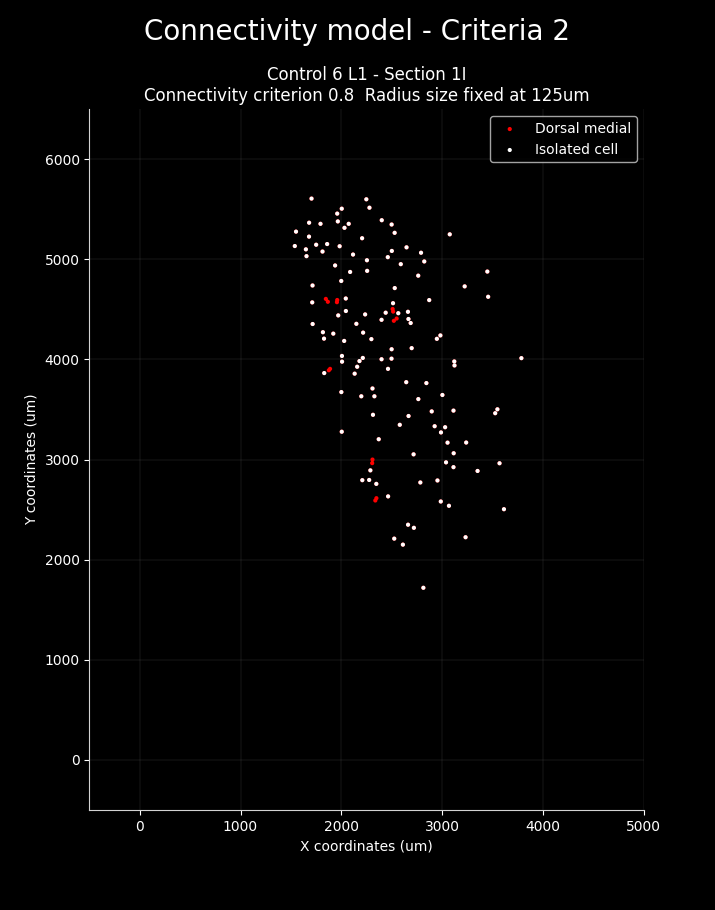 Connectivity model - Criteria 2
Control 6 L1 - Section 1I
Connectivity criterion 0.8  Radius size fixed at 125um
Dorsal medial
Isolated cell
6000
5000
4000
3000
2000
1000
0
Y coordinates (um)
0
1000
2000
3000
4000
5000
X coordinates (um)